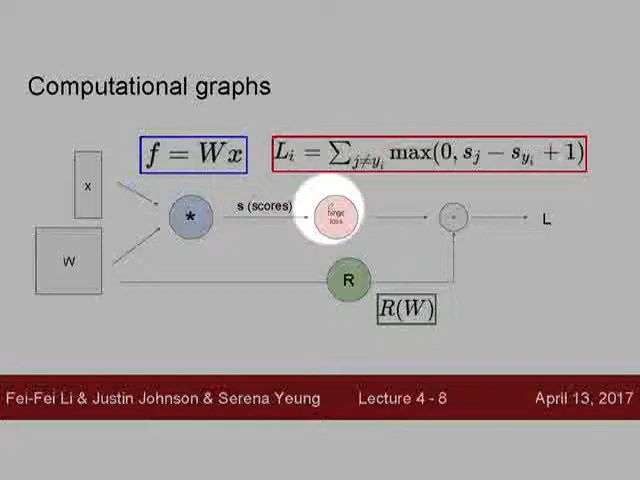 Computational graphs
f = Wx
L_i = ∑_{j≠y_i} max(0, s_j − s_{y_i} + 1)
x
*
s (scores)
hinge
loss
L
W
R
R(W)
Fei-Fei Li & Justin Johnson & Serena Yeung
Lecture 4 - 8
April 13, 2017